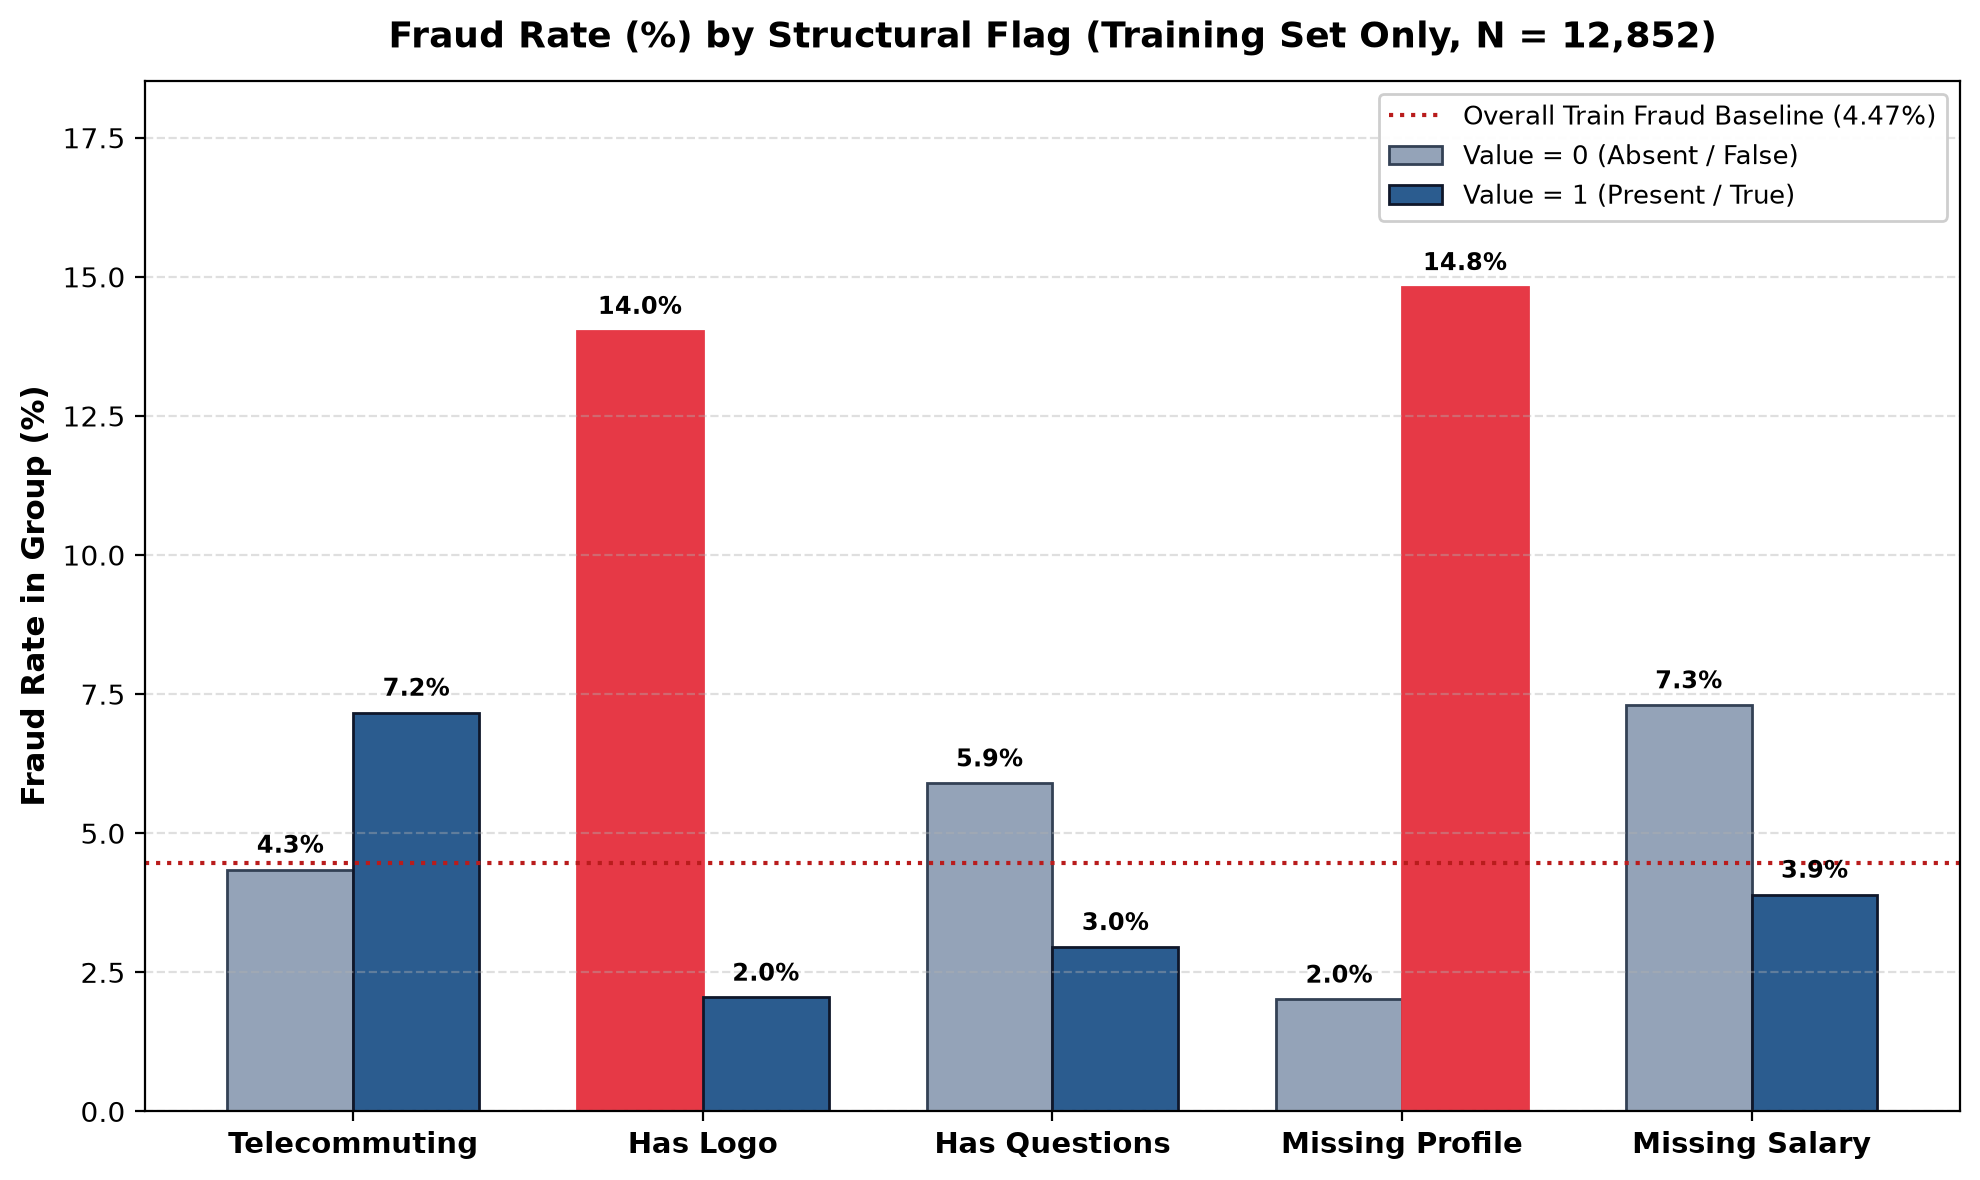 Fraud Rate (%) by Structural Flag (Training Set Only, N = 12,852)
Overall Train Fraud Baseline (4.47%)
Value = 0 (Absent / False)
Value = 1 (Present / True)
Fraud Rate in Group (%)
17.5
15.0
12.5
10.0
7.5
5.0
2.5
0.0
4.3%
7.2%
14.0%
2.0%
5.9%
3.0%
2.0%
14.8%
7.3%
3.9%
Telecommuting
Has Logo
Has Questions
Missing Profile
Missing Salary